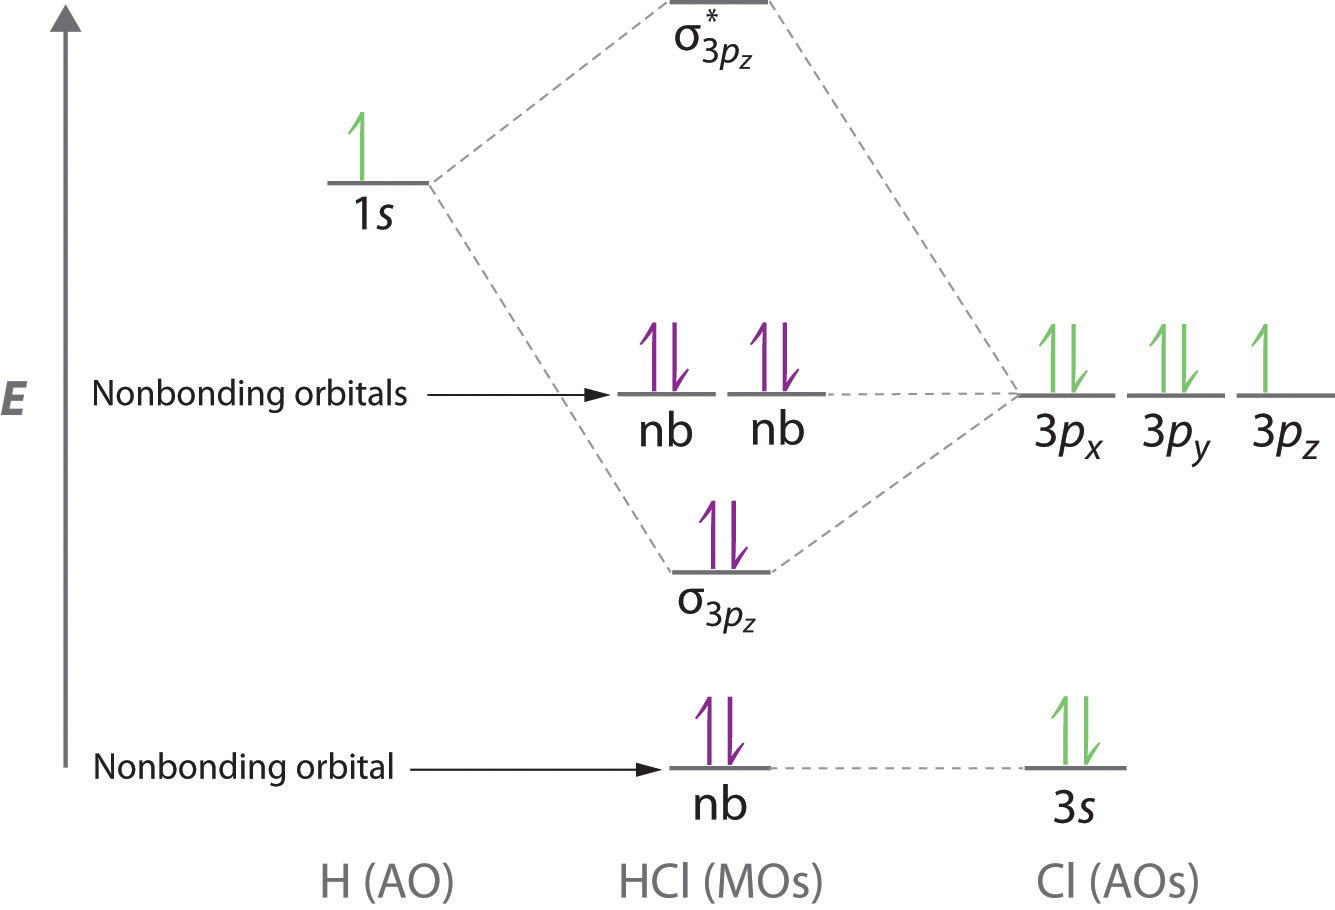 σ*3pz
1s
E
Nonbonding orbitals
nb nb
3px 3py 3pz
σ3pz
Nonbonding orbital
nb
3s
H (AO) HCl (MOs) Cl (AOs)